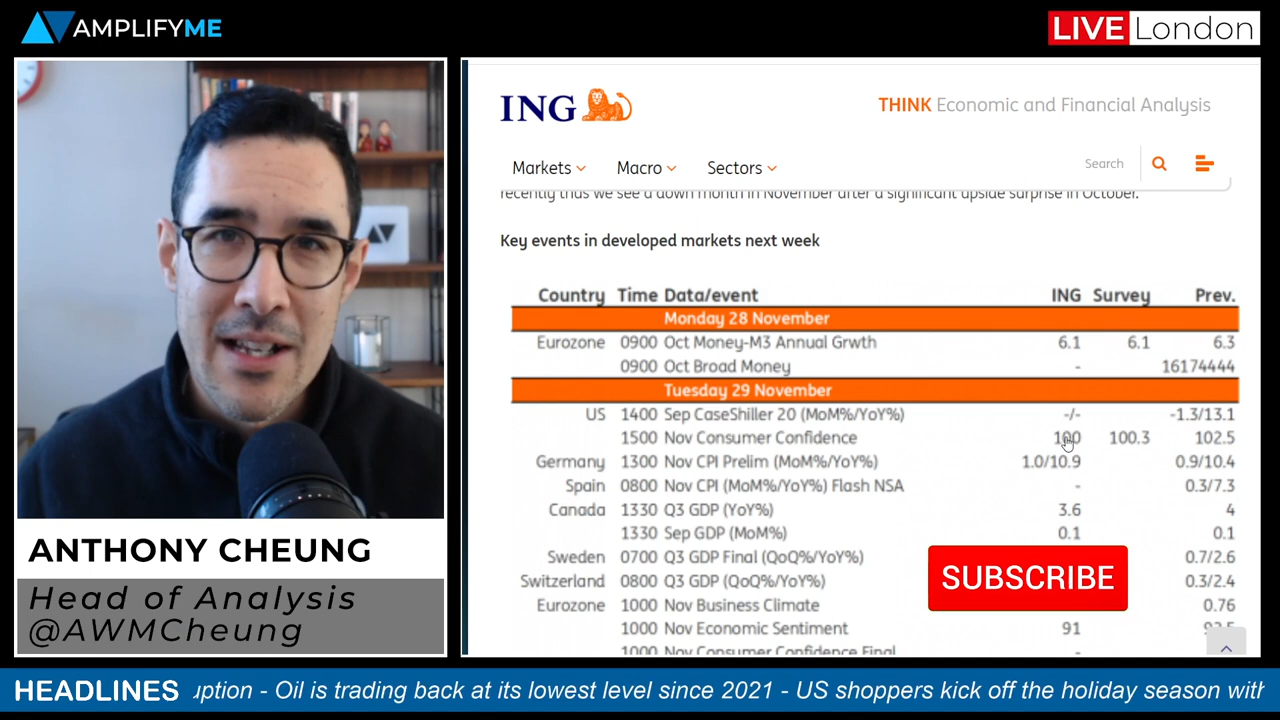 AMPLIFYME
LIVE London
ING
THINK Economic and Financial Analysis
Markets Macro Sectors Search
recently thus we see a down month in November after a significant upside surprise in October.
Key events in developed markets next week
Country Time Data/event ING Survey Prev.
Monday 28 November
Eurozone 0900 Oct Money-M3 Annual Grwth 6.1 6.1 6.3
0900 Oct Broad Money - 16174444
Tuesday 29 November
US 1400 Sep CaseShiller 20 (MoM%/YoY%) -/- -1.3/13.1
1500 Nov Consumer Confidence 100 100.3 102.5
Germany 1300 Nov CPI Prelim (MoM%/YoY%) 1.0/10.9 0.9/10.4
Spain 0800 Nov CPI (MoM%/YoY%) Flash NSA - 0.3/7.3
Canada 1330 Q3 GDP (YoY%) 3.6 4
1330 Sep GDP (MoM%) 0.1 0.1
Sweden 0700 Q3 GDP Final (QoQ%/YoY%) 0.7/2.6
Switzerland 0800 Q3 GDP (QoQ%/YoY%) 0.3/2.4
Eurozone 1000 Nov Business Climate 0.76
1000 Nov Economic Sentiment 91
1000 Nov Consumer Confidence Final -
SUBSCRIBE
ANTHONY CHEUNG
Head of Analysis
@AWMCheung
HEADLINES - Oil is trading back at its lowest level since 2021 - US shoppers kick off the holiday season with